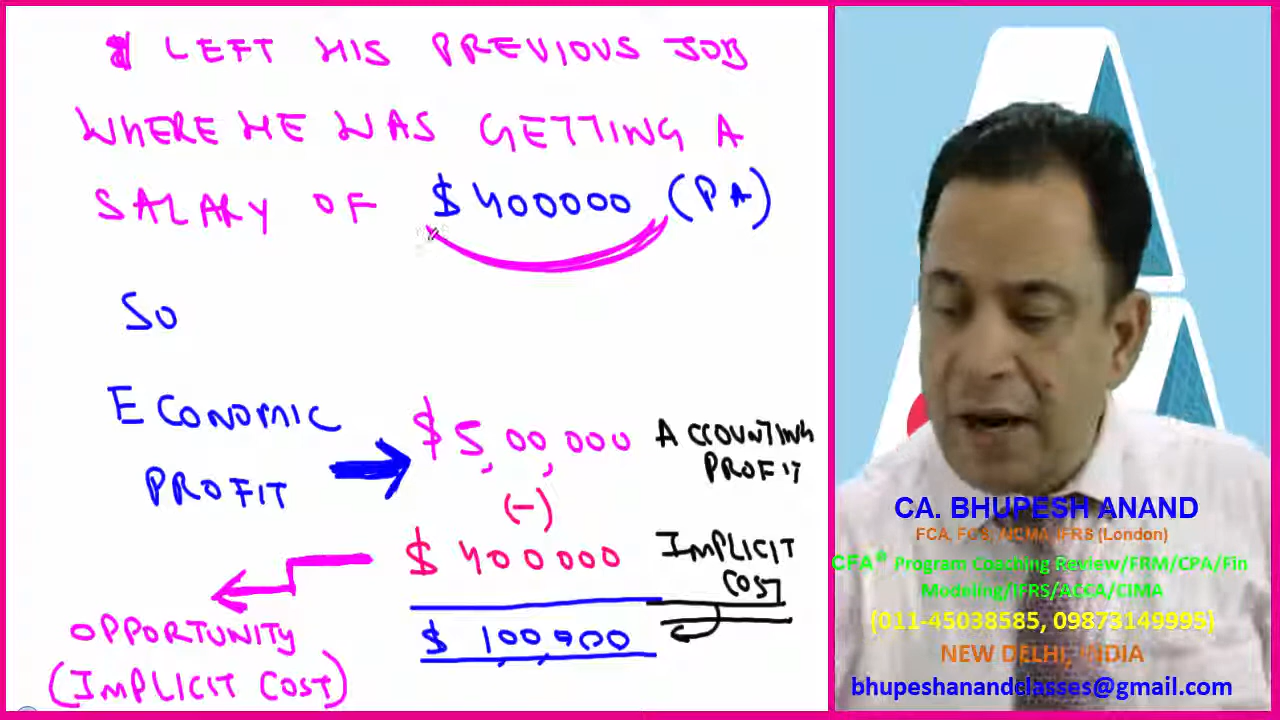 LEFT HIS PREVIOUS JOB
WHERE HE WAS GETTING A
SALARY OF $400000 (PA)
SO
ECONOMIC
PROFIT
$5,00,000 ACCOUNTING
PROFIT
(-)
$ 400000 IMPLICIT
COST
$ 100,000
OPPORTUNITY
(IMPLICIT COST)
CA. BHUPESH ANAND
FCA, FCS, NCMA, IFRS (London)
CFA® Program Coaching Review/FRM/CPA/Fin
Modeling/IFRS/ACCA/CIMA
(011-45038585, 09873149995)
NEW DELHI, INDIA
bhupeshanandclasses@gmail.com